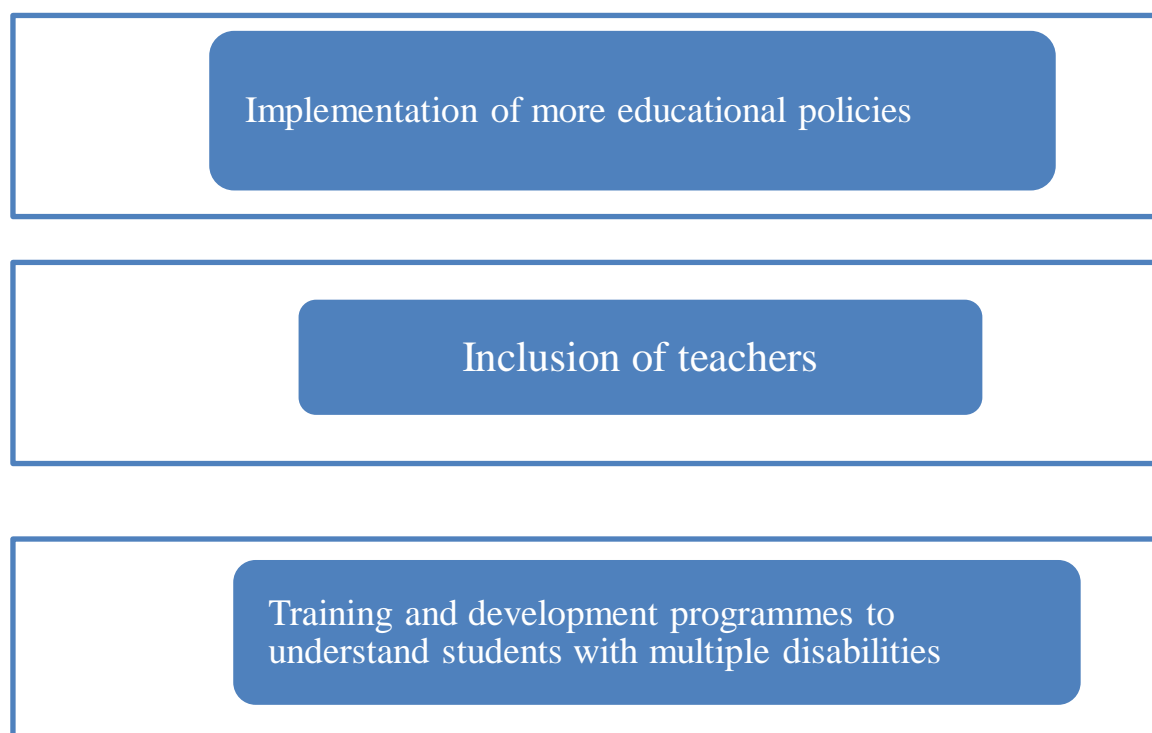 Implementation of more educational policies
Inclusion of teachers
Training and development programmes to
understand students with multiple disabilities